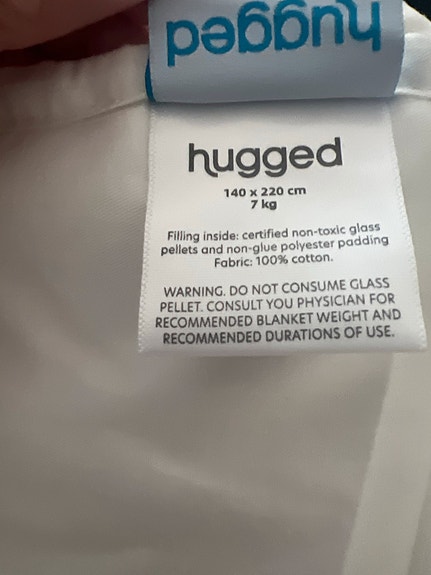 hugged
hugged
140 x 220 cm
7 kg
Filling inside: certified non-toxic glass
pellets and non-glue polyester padding
Fabric: 100% cotton.
WARNING. DO NOT CONSUME GLASS
PELLET. CONSULT YOU PHYSICIAN FOR
RECOMMENDED BLANKET WEIGHT AND
RECOMMENDED DURATIONS OF USE.